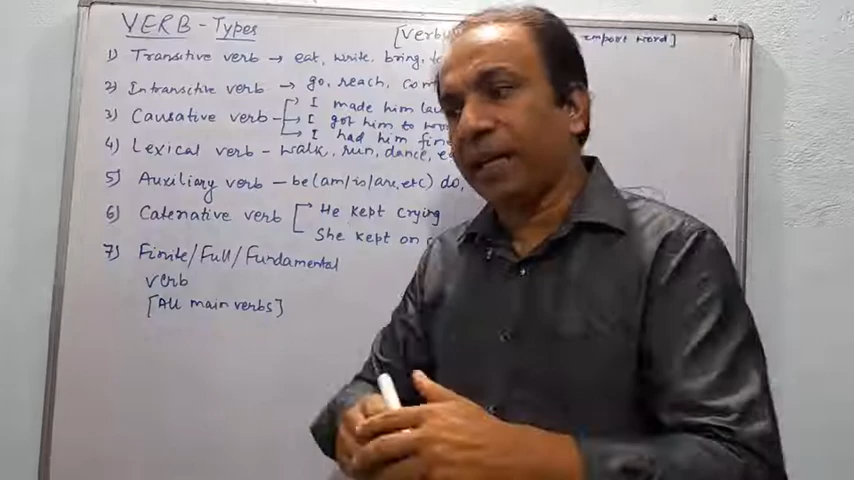 VERB - Types [Verb
1) Transitive verb → eat, write, bring,
2) Intransitive verb → go, reach,
3) Causative verb I made him
I got him to
I had him
4) Lexical verb - walk, run, dance,
5) Auxiliary verb - be (am/is/are, etc) do,
6) Catenative verb He kept crying
She kept on
7) Finite/Full/Fundamental
verb
[All main verbs]
Import word]